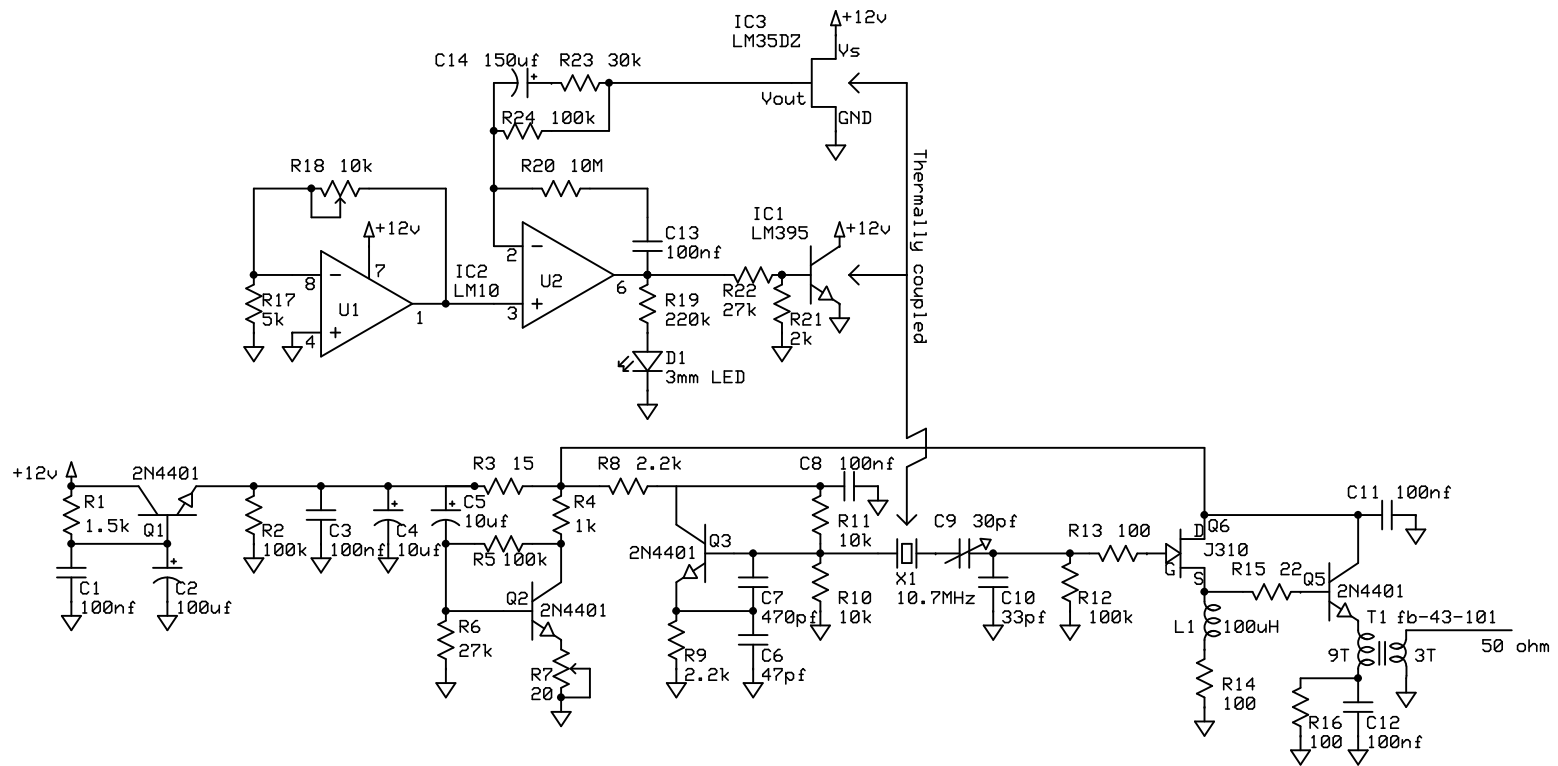 IC3
LM35DZ
+12v
Vs
Vout
GND
C14 150uf
R23 30k
R24 100k
R20 10M
R18 10k
+12v
7
8
U1
4
1
R17
5k
IC2
LM10
2
U2
3
6
C13
100nf
R19
220k
D1
3mm LED
R22
27k
IC1
LM395
+12v
R21
2k
Thermally coupled
+12v
2N4401
Q1
R1
1.5k
C1
100nf
C2
100uf
R2
100k
C3
100nf
C4
10uf
C5
10uf
R3 15
R4
1k
R5 100k
Q2
2N4401
R6
27k
R7
20
R8 2.2k
Q3
2N4401
R9
2.2k
C7
470pf
C6
47pf
C8 100nf
R11
10k
R10
10k
X1
10.7MHz
C9 30pf
C10
33pf
R13 100
R12
100k
D
Q6
J310
G
S
L1 100uH
R14
100
R15 22
Q5
2N4401
C11 100nf
T1 fb-43-101
9T
3T
50 ohm
R16
100
C12
100nf